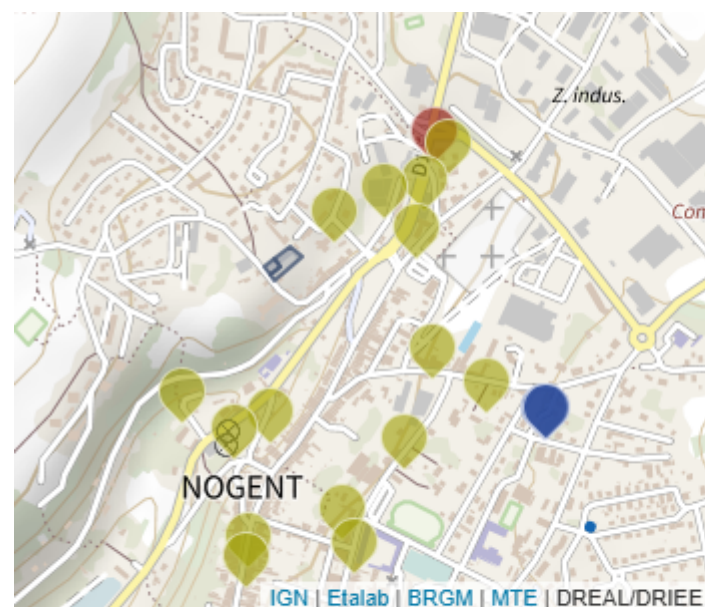 Z. indus.
Com
NOGENT
IGN | Etalab | BRGM | MTE | DREAL/DRIEE